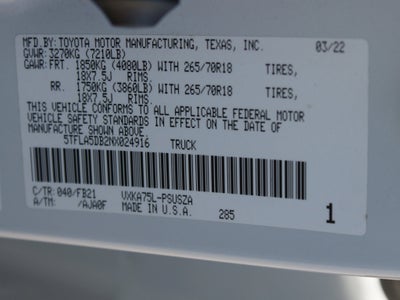 MFD.BY: TOYOTA MOTOR MANUFACTURING, TEXAS, INC. 03/22
GVWR: 3270KG (7210LB)
GAWR: FRT. 1850KG (4080LB) WITH 265/70R18 TIRES,
18X7.5J RIMS.
RR. 1750KG (3860LB) WITH 265/70R18 TIRES,
18X7.5J RIMS.
THIS VEHICLE CONFORMS TO ALL APPLICABLE FEDERAL MOTOR
VEHICLE SAFETY STANDARDS IN EFFECT ON THE DATE OF
MANUFACTURE SHOWN ABOVE.
5TFLA5DB2NX024916 TRUCK
C/TR: 040/FB21 VXKA75L-PSUSZA
A/TM: /AJA0F MADE IN U.S.A. 285 1